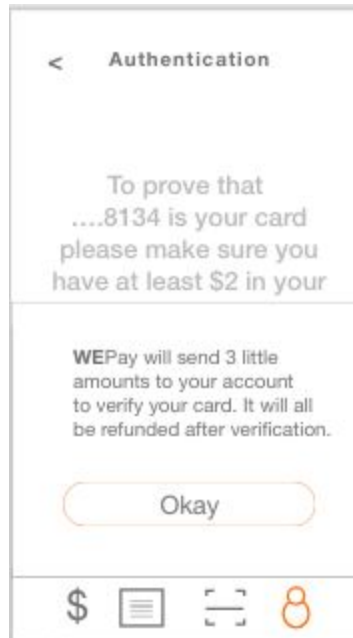 < Authentication
To prove that
....8134 is your card
please make sure you
have at least $2 in your
WEPay will send 3 little
amounts to your account
to verify your card. It will all
be refunded after verification.
Okay
$